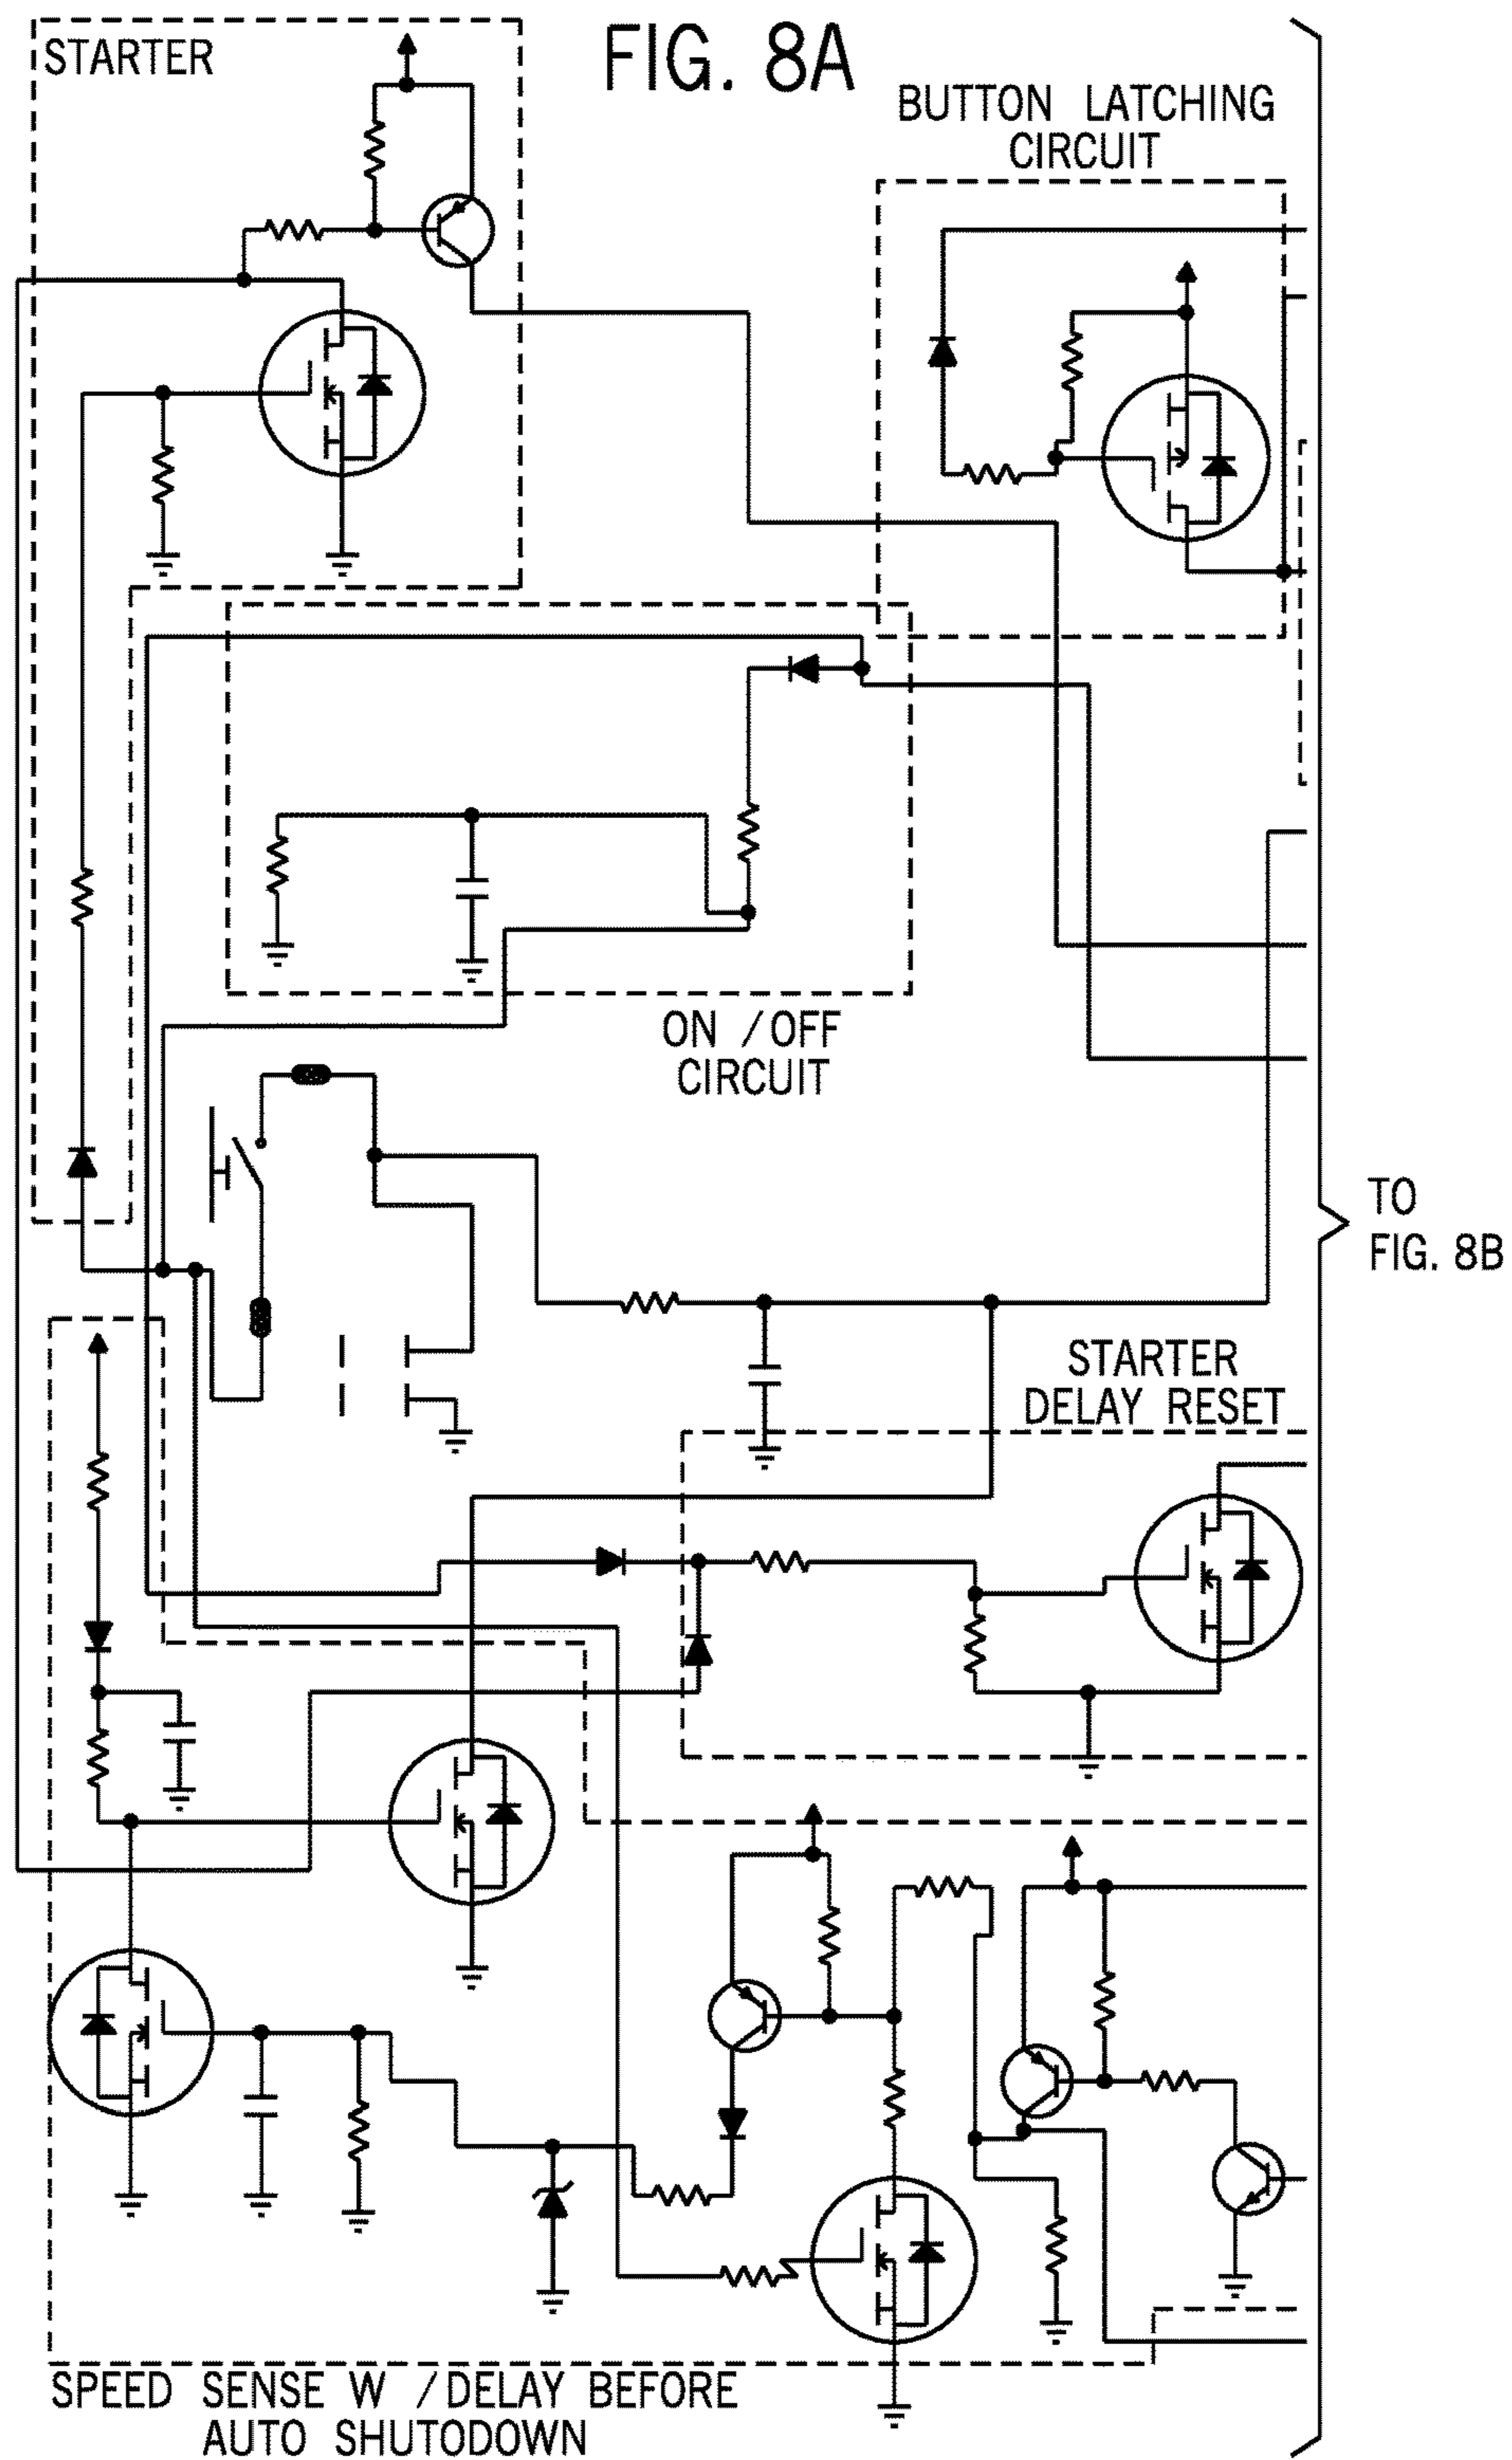 FIG. 8A
STARTER
BUTTON LATCHING
CIRCUIT
ON /OFF
CIRCUIT
TO
FIG. 8B
STARTER
DELAY RESET
SPEED SENSE W /DELAY BEFORE
AUTO SHUTODOWN